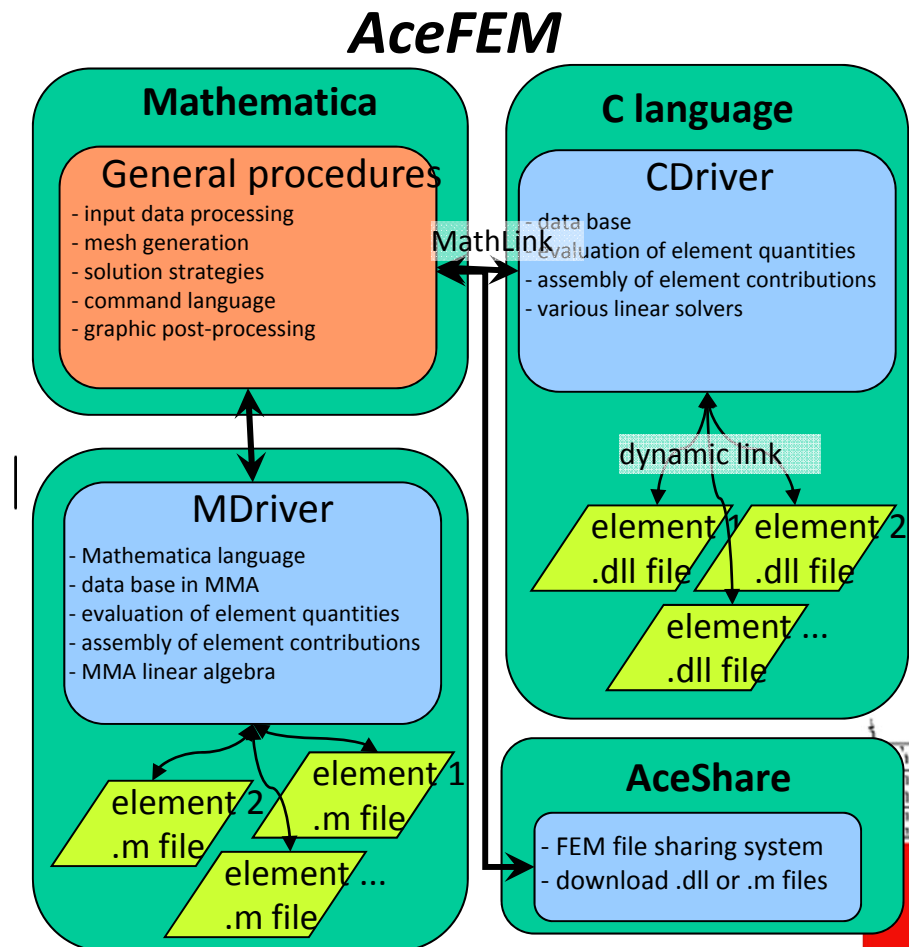 AceFEM
Mathematica
General procedures
- input data processing
- mesh generation
- solution strategies
- command language
- graphic post-processing
MathLink
C language
CDriver
- data base
- evaluation of element quantities
- assembly of element contributions
- various linear solvers
dynamic link
element 1
.dll file
element 2
.dll file
element ...
.dll file
MDriver
- Mathematica language
- data base in MMA
- evaluation of element quantities
- assembly of element contributions
- MMA linear algebra
element 2
.m file
element 1
.m file
element ...
.m file
AceShare
- FEM file sharing system
- download .dll or .m files